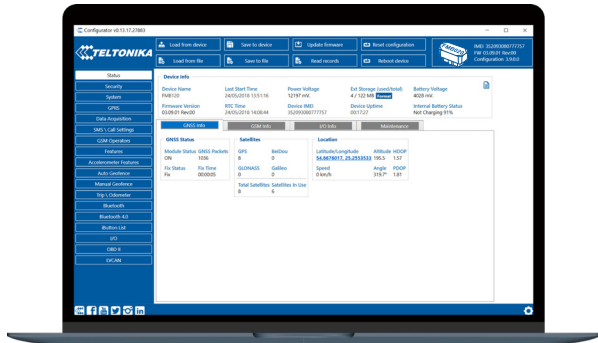 Configurator v0.13.17.27883
TELTONIKA
Load from device
Save to device
Update firmware
Reset configuration
Load from file
Save to file
Read records
Reboot device
IMEI 352093080777757
FW 03.09.01 Rev:00
Configuration 3.9.0.0
Status
Security
System
GPRS
Data Acquisition
SMS \ Call Settings
GSM Operators
Features
Accelerometer Features
Auto Geofence
Manual Geofence
Trip \ Odometer
Bluetooth
Bluetooth 4.0
iButton List
I/O
OBD II
LVCAN
Device Info
Device Name
FMB120
Last Start Time
24/05/2018 13:51:16
Power Voltage
12197 mV.
Ext Storage (used/total)
4 / 122 MB Format
Battery Voltage
4028 mV.
Firmware Version
03.09.01 Rev:00
RTC Time
24/05/2018 14:08:44
Device IMEI
352093080777757
Device Uptime
00:17:27
Internal Battery Status
Not Charging 91%
GNSS Info
GSM Info
I/O Info
Maintenance
GNSS Status
Module Status GNSS Packets
ON 1036
Fix Status Fix Time
Fix 00:00:05
Satellites
GPS BeiDou
8 0
GLONASS Galileo
0 0
Total Satellites Satellites In Use
8 6
Location
Latitude/Longitude Altitude HDOP
54.6678017, 25.2553533 195.5 1.57
Speed Angle PDOP
0 km/h 319.7° 1.81